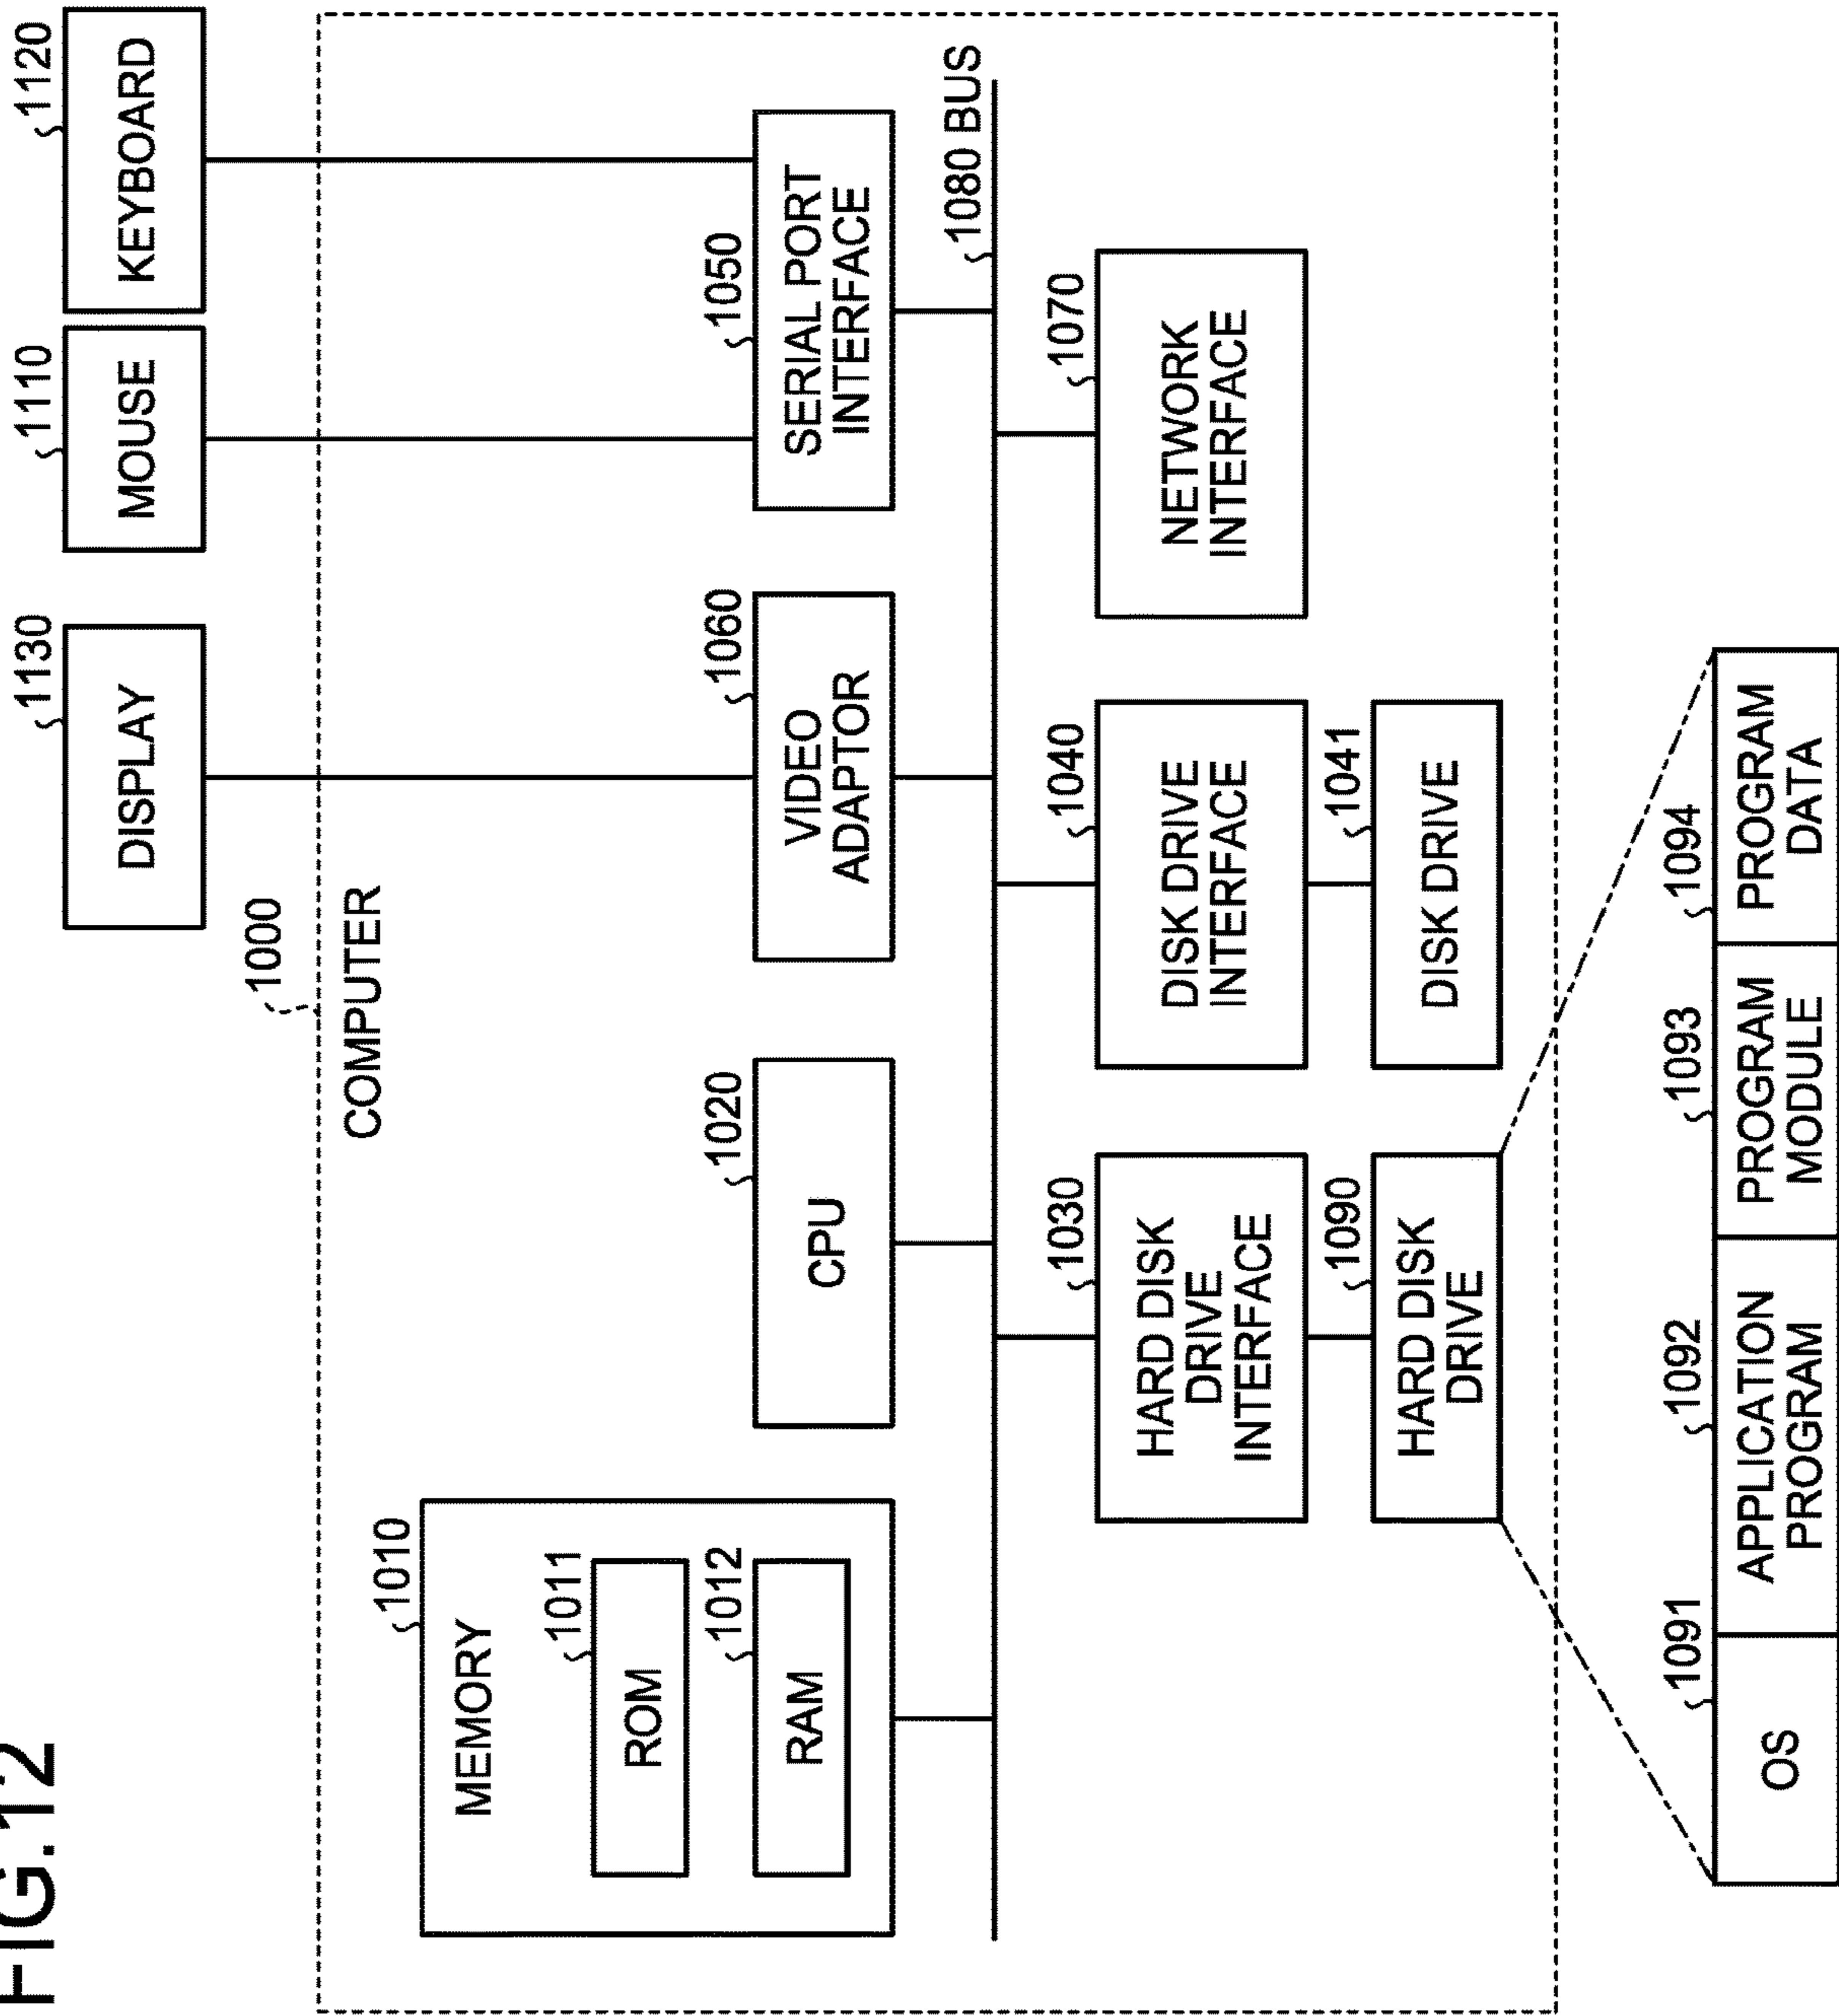 FIG.12
1130
DISPLAY
1110
MOUSE
1120
KEYBOARD
1000
COMPUTER
1010
MEMORY
1011
ROM
1012
RAM
1020
CPU
1060
VIDEO
ADAPTOR
1050
SERIAL PORT
INTERFACE
1080 BUS
1030
HARD DISK
DRIVE
INTERFACE
1040
DISK DRIVE
INTERFACE
1070
NETWORK
INTERFACE
1090
HARD DISK
DRIVE
1041
DISK DRIVE
1091
OS
1092
APPLICATION
PROGRAM
1093
PROGRAM
MODULE
1094
PROGRAM
DATA